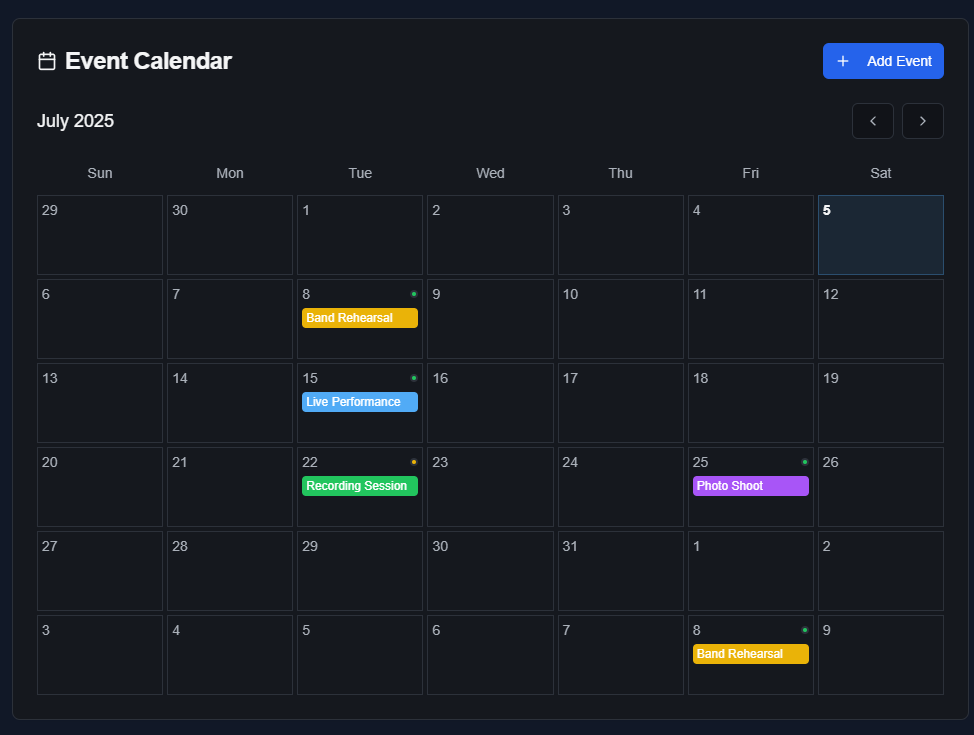 Event Calendar
+ Add Event
July 2025
< >
Sun Mon Tue Wed Thu Fri Sat
29 30 1 2 3 4 5
6 7 8 9 10 11 12
Band Rehearsal
13 14 15 16 17 18 19
Live Performance
20 21 22 23 24 25 26
Recording Session Photo Shoot
27 28 29 30 31 1 2
3 4 5 6 7 8 9
Band Rehearsal